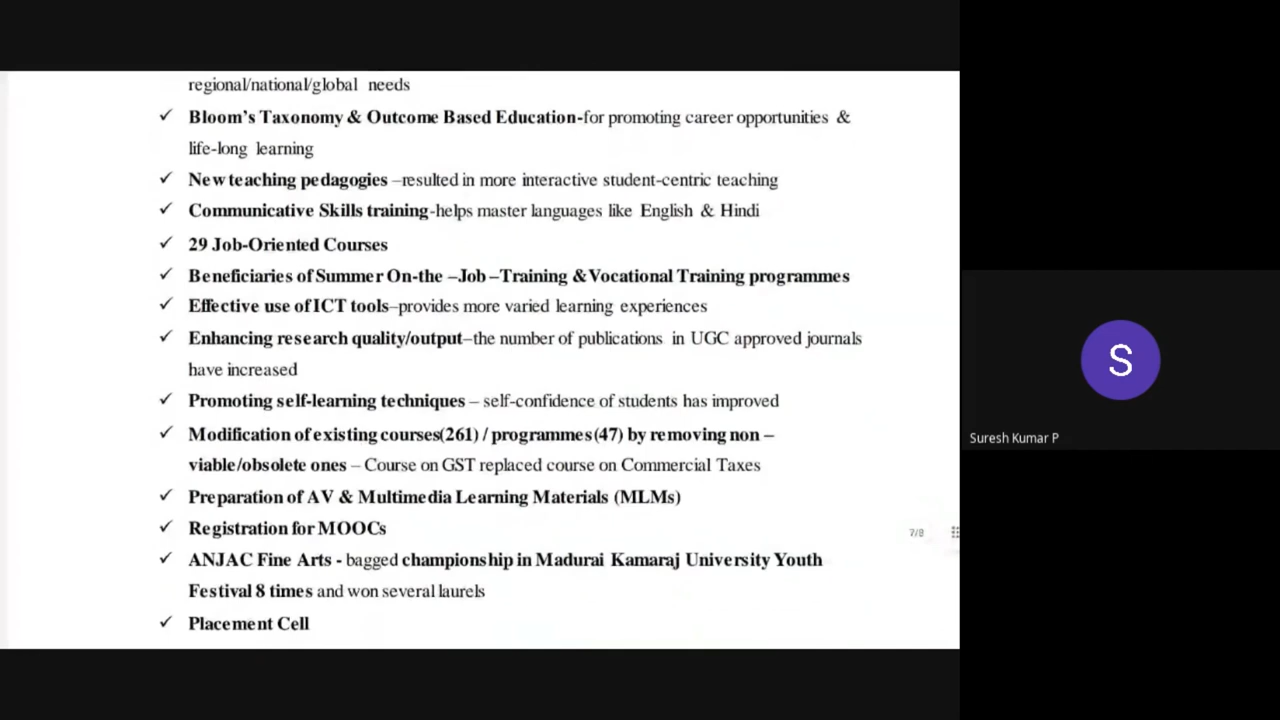 regional/national/global needs
✓ Bloom's Taxonomy & Outcome Based Education-for promoting career opportunities &
life-long learning
✓ New teaching pedagogies –resulted in more interactive student-centric teaching
✓ Communicative Skills training-helps master languages like English & Hindi
✓ 29 Job-Oriented Courses
✓ Beneficiaries of Summer On-the –Job –Training &Vocational Training programmes
✓ Effective use of ICT tools–provides more varied learning experiences
✓ Enhancing research quality/output–the number of publications in UGC approved journals
have increased
✓ Promoting self-learning techniques – self-confidence of students has improved
✓ Modification of existing courses(261) / programmes(47) by removing non –
viable/obsolete ones – Course on GST replaced course on Commercial Taxes
✓ Preparation of AV & Multimedia Learning Materials (MLMs)
✓ Registration for MOOCs
7/8
✓ ANJAC Fine Arts - bagged championship in Madurai Kamaraj University Youth
Festival 8 times and won several laurels
✓ Placement Cell
S
Suresh Kumar P